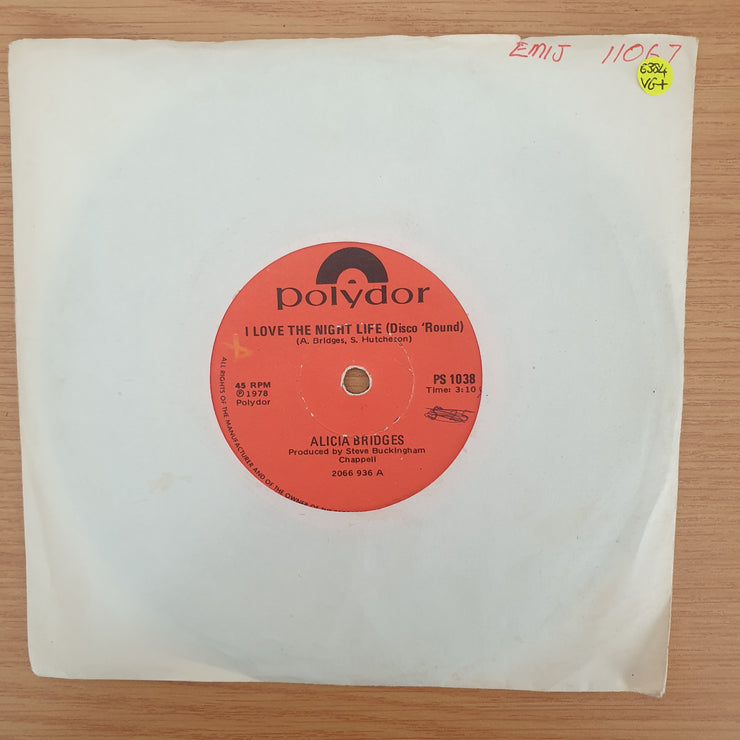 EMIJ 11067
6354
VG+
polydor
I LOVE THE NIGHT LIFE (Disco 'Round)
(A. Bridges, S. Hutcheson)
45 RPM
℗ 1978
Polydor
PS 1038
Time: 3:10
ALICIA BRIDGES
Produced by Steve Buckingham
Chappell
2066 936 A
ALL RIGHTS OF THE MANUFACTURER AND OF THE OWNER OF